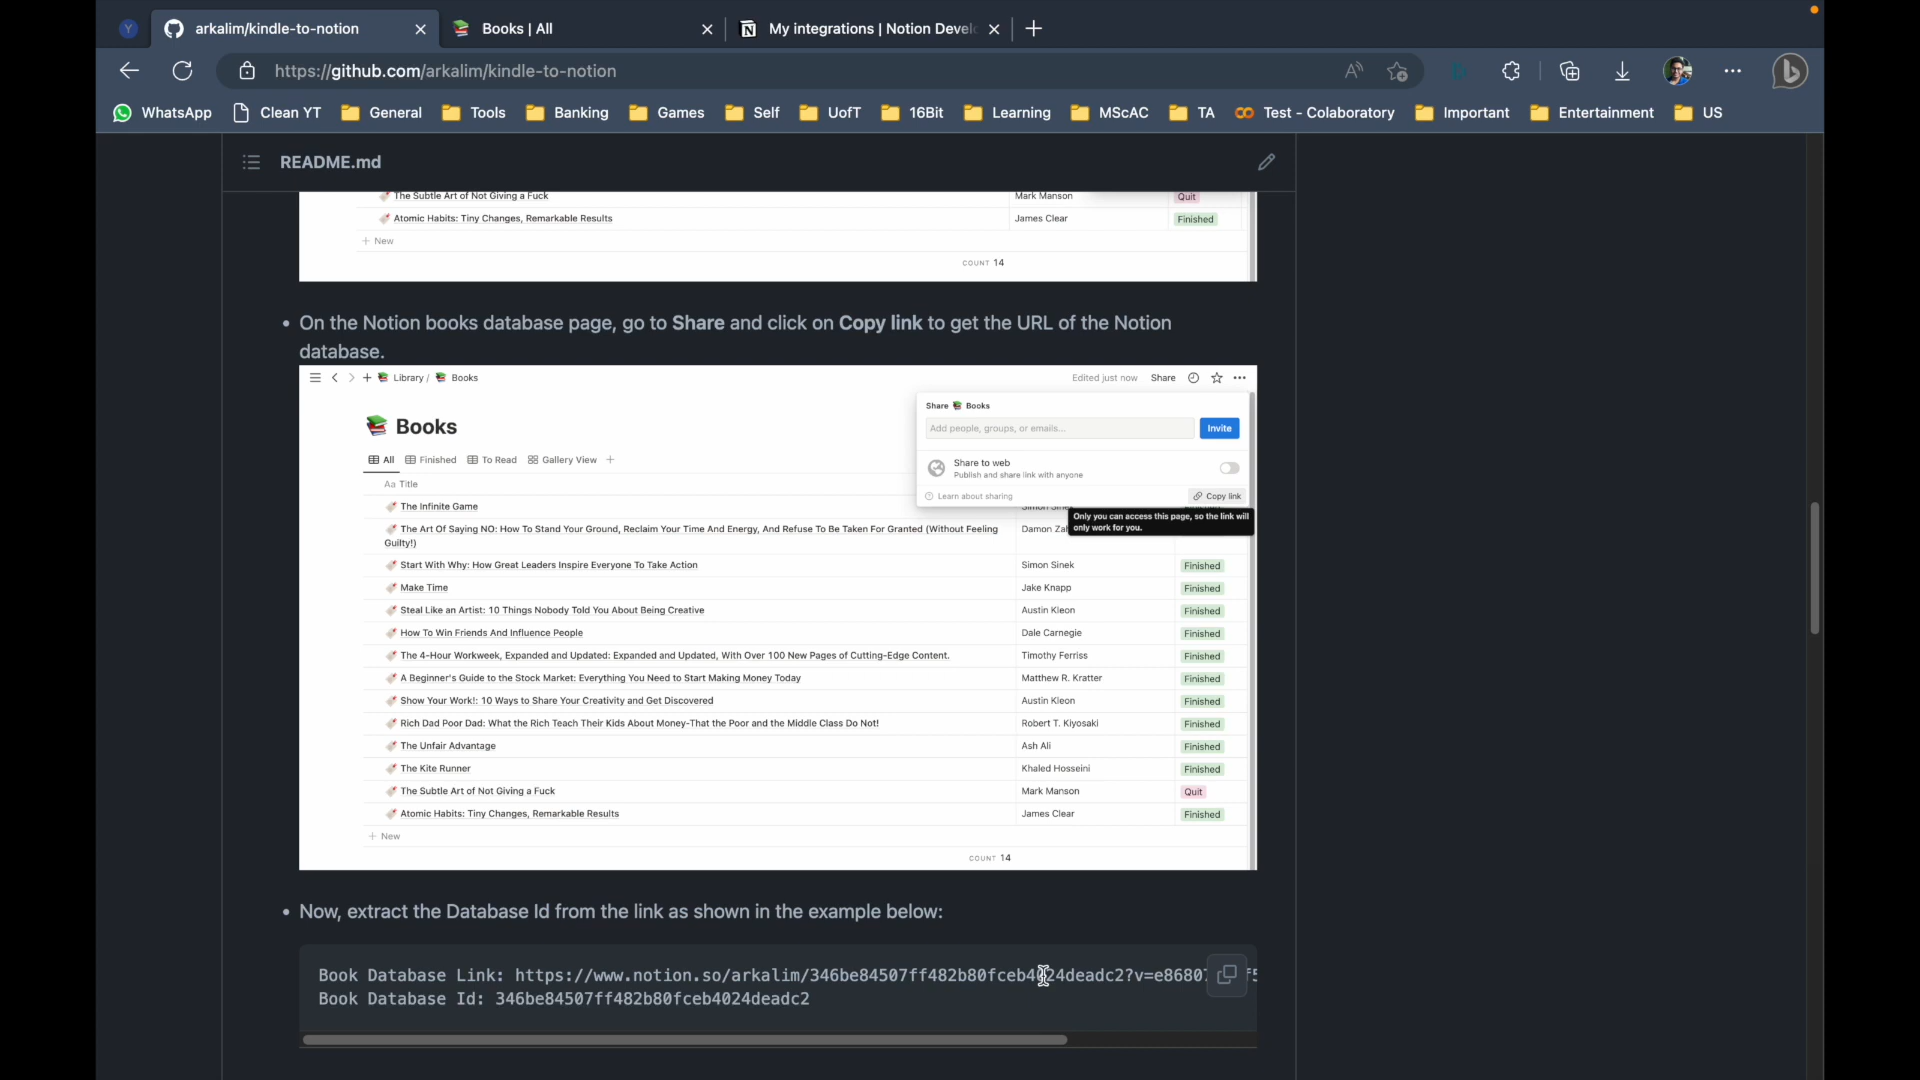 arkalim/kindle-to-notion
Books | All
My integrations | Notion Devel
https://github.com/arkalim/kindle-to-notion
WhatsApp
Clean YT
General
Tools
Banking
Games
Self
UofT
16Bit
Learning
MScAC
TA
Test - Colaboratory
Important
Entertainment
US
README.md
The Subtle Art of Not Giving a Fuck Mark Manson Quit
Atomic Habits: Tiny Changes, Remarkable Results James Clear Finished
+ New
COUNT 14
• On the Notion books database page, go to Share and click on Copy link to get the URL of the Notion
database.
Library / Books
Edited just now Share
Share Books
Add people, groups, or emails... Invite
Books
All Finished To Read Gallery View +
Share to web
Publish and share link with anyone
Aa Title
Learn about sharing Copy link
The Infinite Game
Only you can access this page, so the link will
only work for you.
The Art Of Saying NO: How To Stand Your Ground, Reclaim Your Time And Energy, And Refuse To Be Taken For Granted (Without Feeling
Guilty!)
Damon
Start With Why: How Great Leaders Inspire Everyone To Take Action Simon Sinek Finished
Make Time Jake Knapp Finished
Steal Like an Artist: 10 Things Nobody Told You About Being Creative Austin Kleon Finished
How To Win Friends And Influence People Dale Carnegie Finished
The 4-Hour Workweek, Expanded and Updated: Expanded and Updated, With Over 100 New Pages of Cutting-Edge Content. Timothy Ferriss Finished
A Beginner's Guide to the Stock Market: Everything You Need to Start Making Money Today Matthew R. Kratter Finished
Show Your Work!: 10 Ways to Share Your Creativity and Get Discovered Austin Kleon Finished
Rich Dad Poor Dad: What the Rich Teach Their Kids About Money-That the Poor and the Middle Class Do Not! Robert T. Kiyosaki Finished
The Unfair Advantage Ash Ali Finished
The Kite Runner Khaled Hosseini Finished
The Subtle Art of Not Giving a Fuck Mark Manson Quit
Atomic Habits: Tiny Changes, Remarkable Results James Clear Finished
+ New
COUNT 14
• Now, extract the Database Id from the link as shown in the example below:
Book Database Link: https://www.notion.so/arkalim/346be84507ff482b80fceb4024deadc2?v=e8680
Book Database Id: 346be84507ff482b80fceb4024deadc2